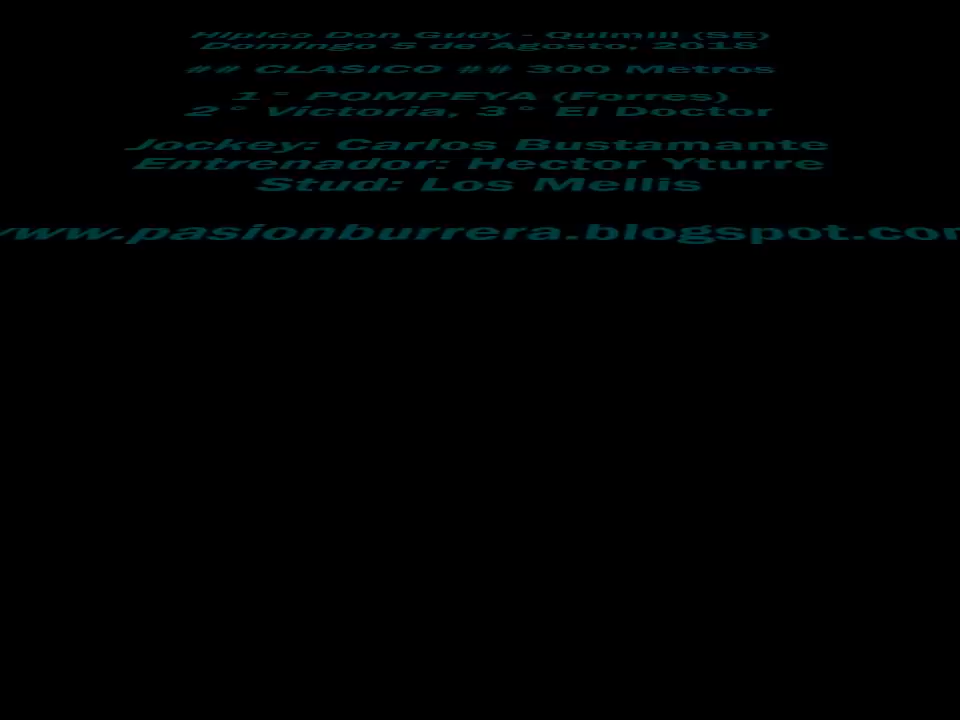 Hipico Don Gudy - Quimili (SE)
Domingo 5 de Agosto, 2018
## CLASICO ## 300 Metros
1° POMPEYA (Forres)
2° Victoria, 3° El Doctor
Jockey: Carlos Bustamante
Entrenador: Hector Yturre
Stud: Los Mellis
www.pasionburrera.blogspot.com